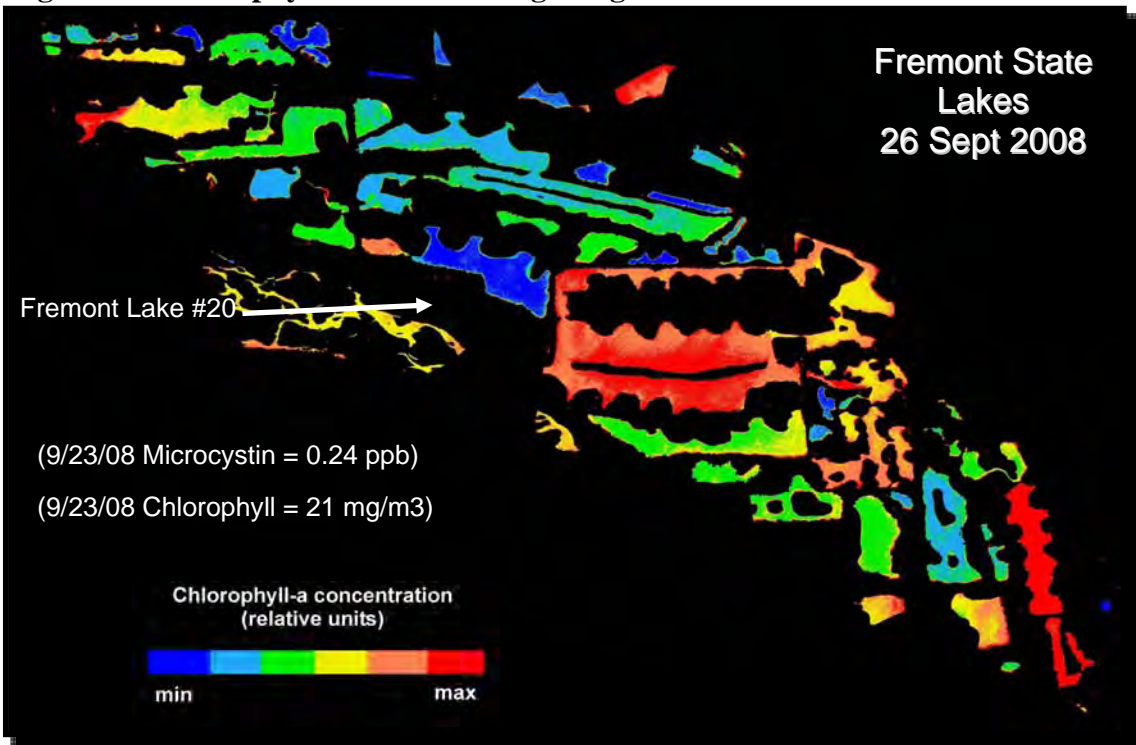 Fremont State
Lakes
26 Sept 2008
Fremont Lake #20
(9/23/08 Microcystin = 0.24 ppb)
(9/23/08 Chlorophyll = 21 mg/m3)
Chlorophyll-a concentration
(relative units)
min max